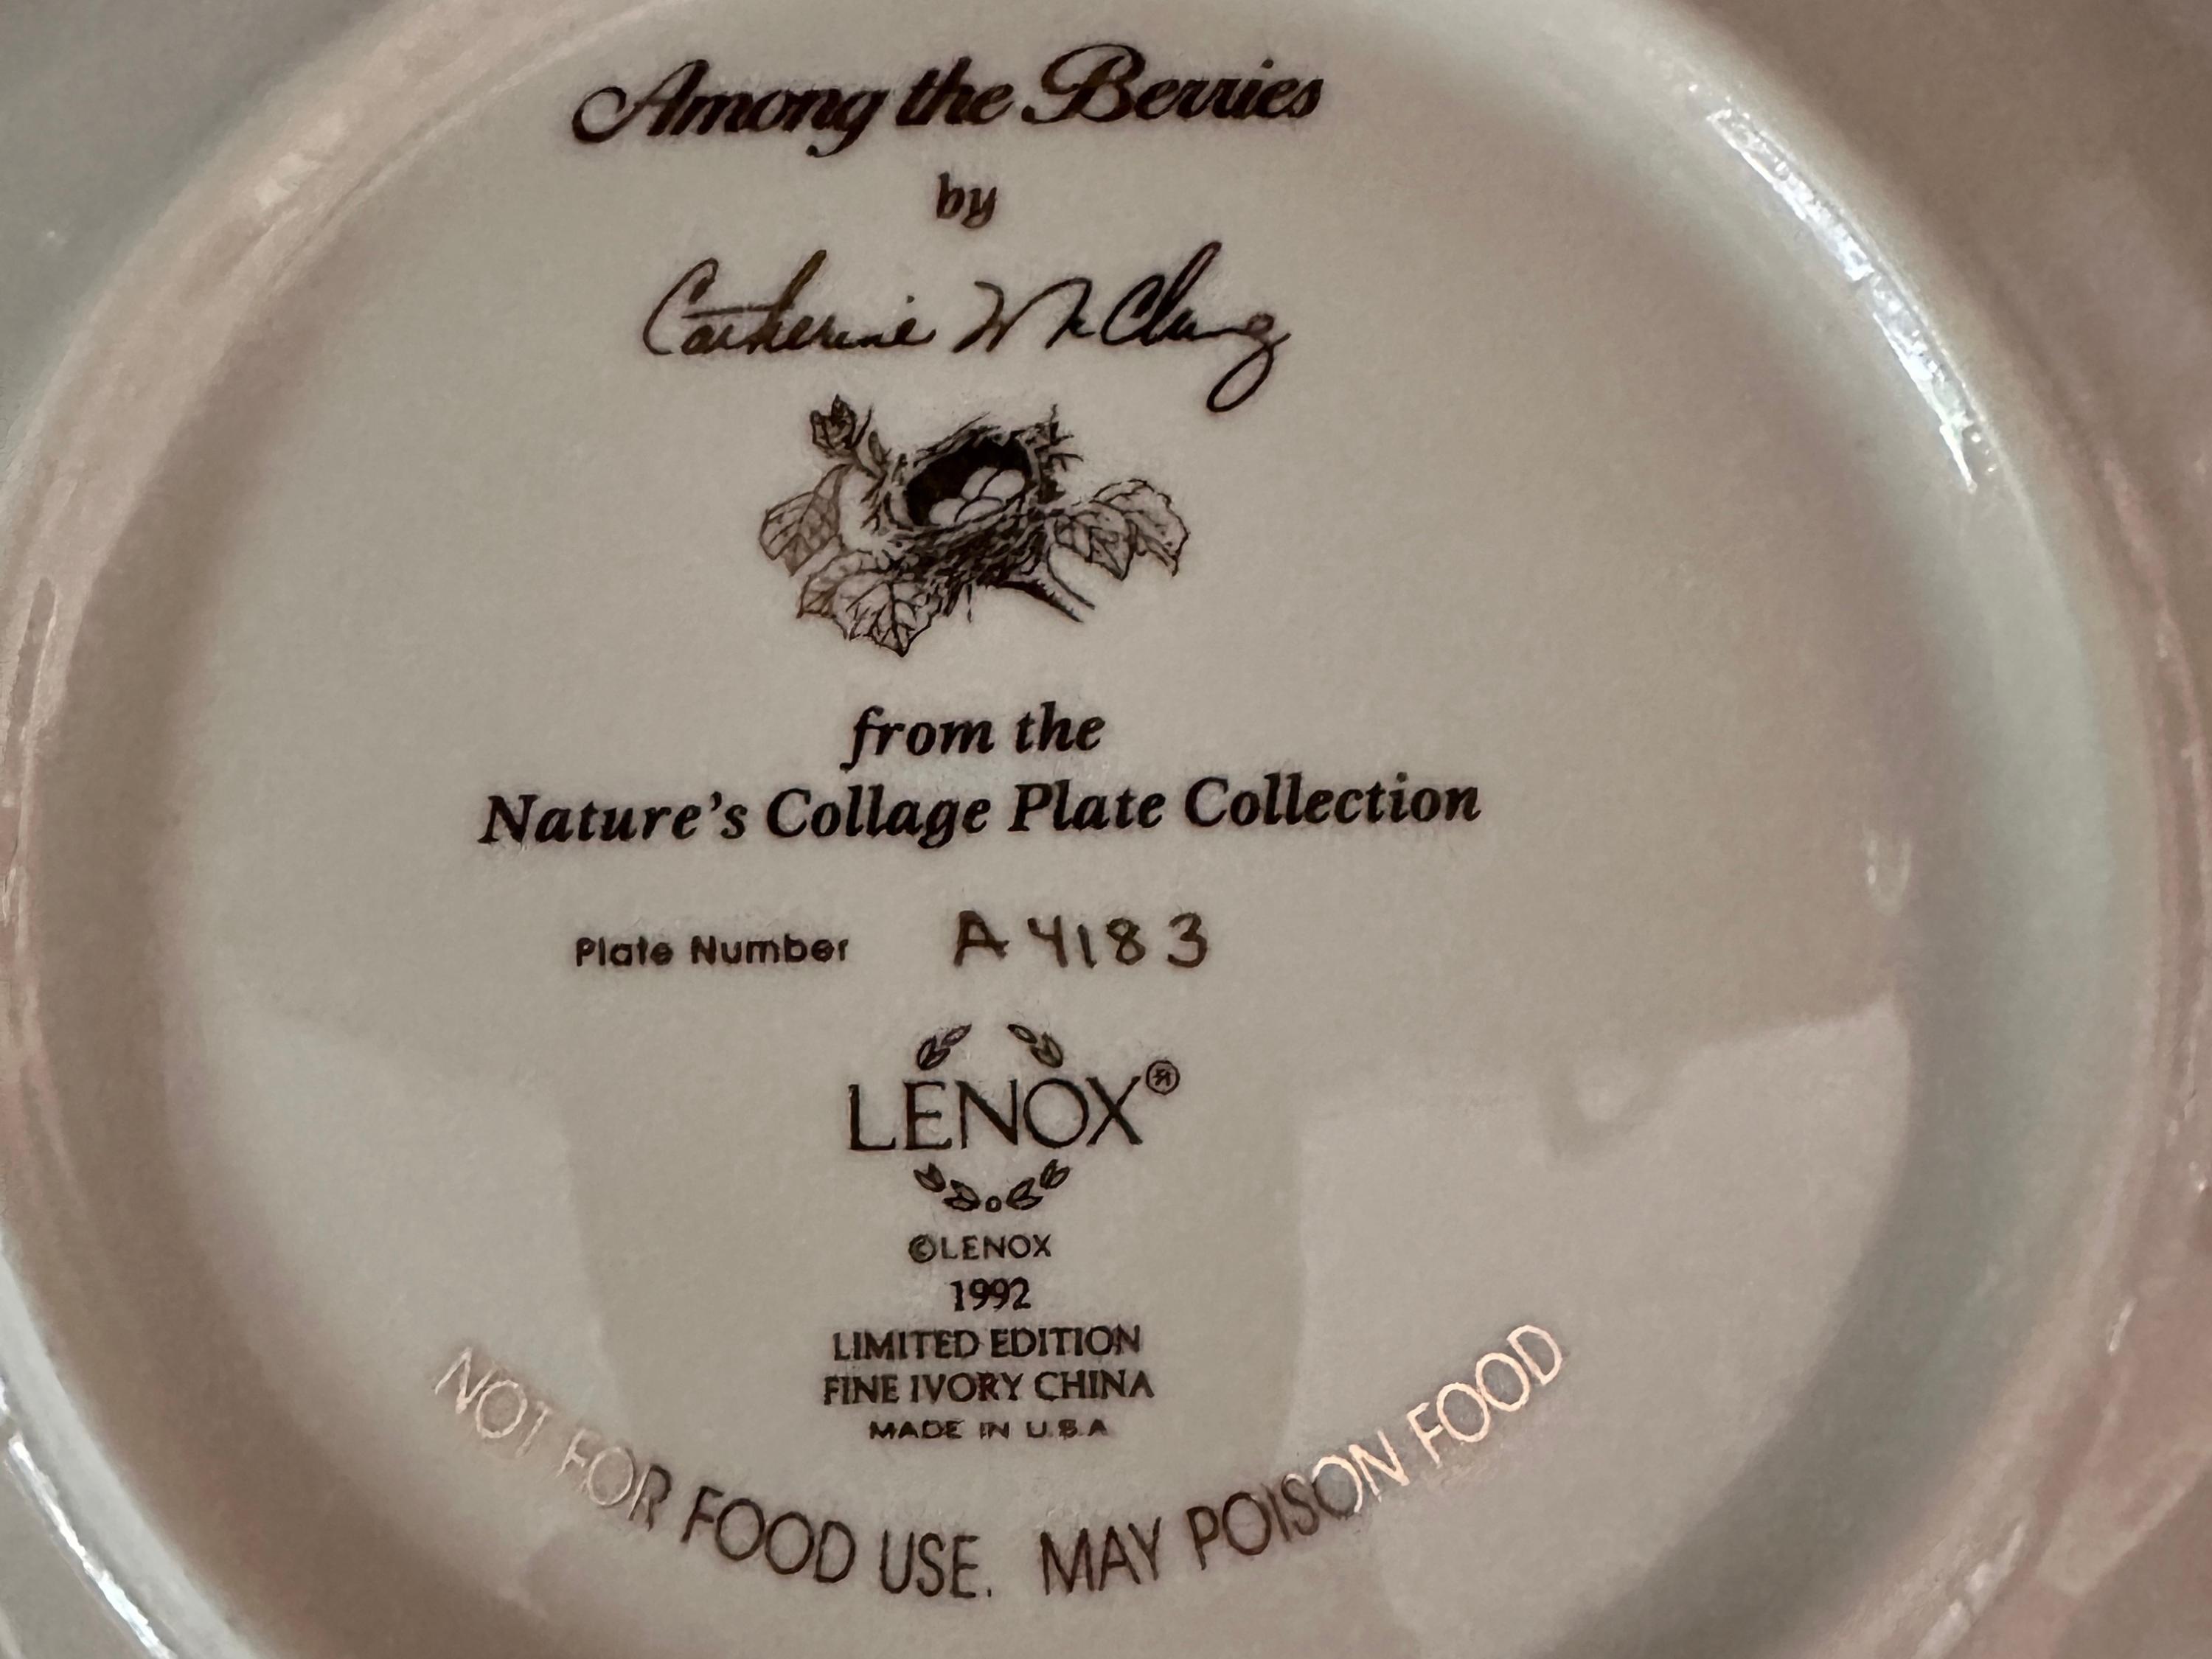 Among the Berries
by
Catherine McClung
from the
Nature's Collage Plate Collection
Plate Number A4183
LENOX®
©LENOX
1992
LIMITED EDITION
FINE IVORY CHINA
MADE IN U.S.A
NOT FOR FOOD USE. MAY POISON FOOD